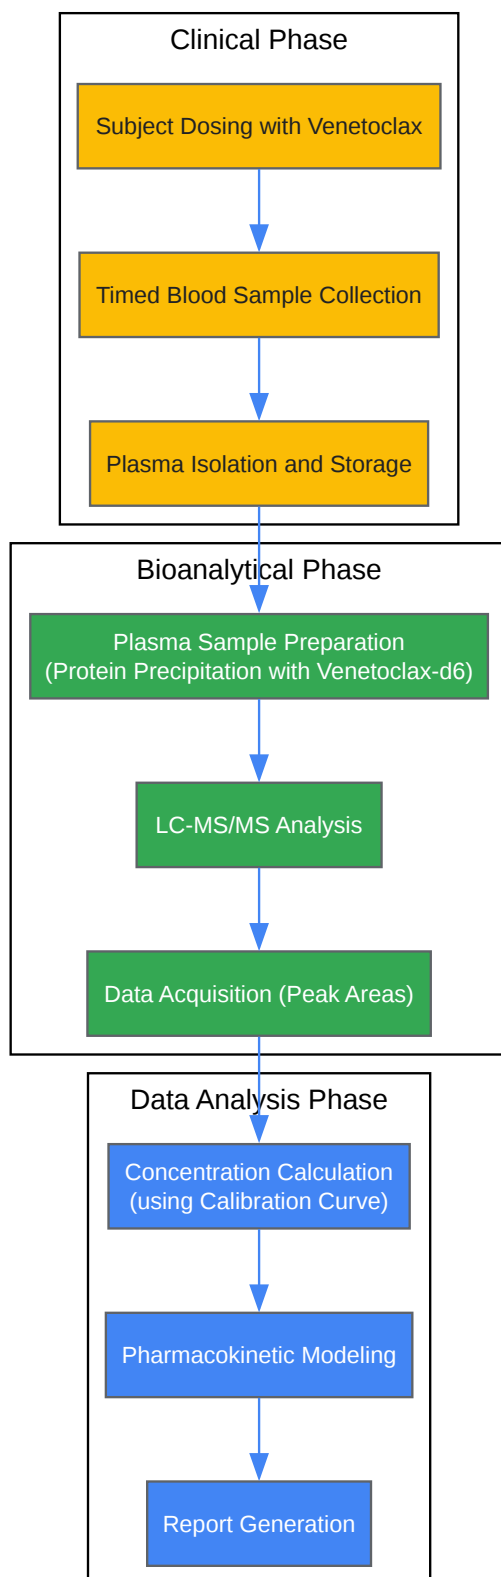 Clinical Phase
Subject Dosing with Venetoclax
Timed Blood Sample Collection
Plasma Isolation and Storage
Bioanalytical Phase
Plasma Sample Preparation
(Protein Precipitation with Venetoclax-d6)
LC-MS/MS Analysis
Data Acquisition (Peak Areas)
Data Analysis Phase
Concentration Calculation
(using Calibration Curve)
Pharmacokinetic Modeling
Report Generation